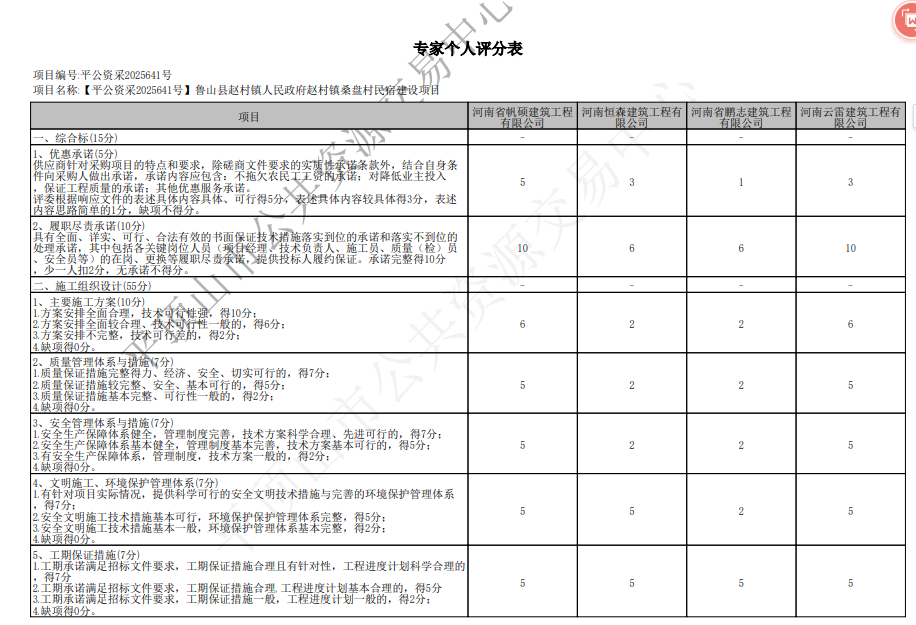 专家个人评分表
项目编号:平公资采2025641号
项目名称:【平公资采2025641号】鲁山县赵村镇人民政府赵村镇桑盘村民宿建设项目
项目 河南省帆硕建筑工程有限公司 河南恒森建筑工程有限公司 河南省鹏志建筑工程有限公司 河南云雷建筑工程有限公司
一、综合标(15分) - - - -
1、优惠承诺(5分)
供应商针对采购项目的特点和要求，除磋商文件要求的实质性承诺条款外，结合自身条
件向采购人做出承诺，承诺内容应包含：不拖欠农民工工资的承诺；对降低业主投入
，保证工程质量的承诺；其他优惠服务承诺。
评委根据响应文件的表述具体内容具体、可行得5分，表述具体内容较具体得3分，表述
内容思路简单的1分，缺项不得分。
5 3 1 3
2、履职尽责承诺(10分)
具有全面、详实、可行、合法有效的书面保证技术措施落实到位的承诺和落实不到位的
处理承诺，其中包括各关键岗位人员（项目经理、技术负责人、施工员、质量（检）员
、安全员等）的在岗、更换等履职尽责承诺，提供投标人履约保证。承诺完整得10分
，少一人扣2分，无承诺不得分。
10 6 6 10
二、施工组织设计(55分) - - - -
1、主要施工方案(10分)
1.方案安排全面合理，技术可行性强，得10分；
2.方案安排全面较合理、技术可行性一般的，得6分；
3.方案安排不完整，技术可行差的，得2分；
4.缺项得0分。
6 2 2 6
2、质量管理体系与措施(7分)
1.质量保证措施完整得力、经济、安全、切实可行的，得7分；
2.质量保证措施较完整、安全、基本可行的，得5分；
3.质量保证措施基本完整、可行性一般的，得2分；
4.缺项得0分。
5 2 2 5
3、安全管理体系与措施(7分)
1.安全生产保障体系健全，管理制度完善，技术方案科学合理、先进可行的，得7分；
2.安全生产保障体系基本健全，管理制度基本完善，技术方案基本可行的，得5分；
3.有安全生产保障体系，管理制度，技术方案一般的，得2分；
4.缺项得0分。
5 2 2 5
4、文明施工、环境保护管理体系(7分)
1.有针对项目实际情况，提供科学可行的安全文明技术措施与完善的环境保护管理体系
，得7分；
2.安全文明施工技术措施基本可行，环境保护保护管理体系完整，得5分；
3.安全文明施工技术措施基本一般，环境保护管理体系基本完整，得2分；
4.缺项得0分。
5 5 2 5
5、工期保证措施(7分)
1.工期承诺满足招标文件要求，工期保证措施合理且有针对性，工程进度计划科学合理的
，得7分
2.工期承诺满足招标文件要求，工期保证措施合理,工程进度计划基本合理的，得5分
3.工期承诺满足招标文件要求，工期保证措施一般，工程进度计划一般的，得2分；
4.缺项得0分。
5 5 5 5
平顶山市公共资源交易中心
平顶山市公共资源交易中心